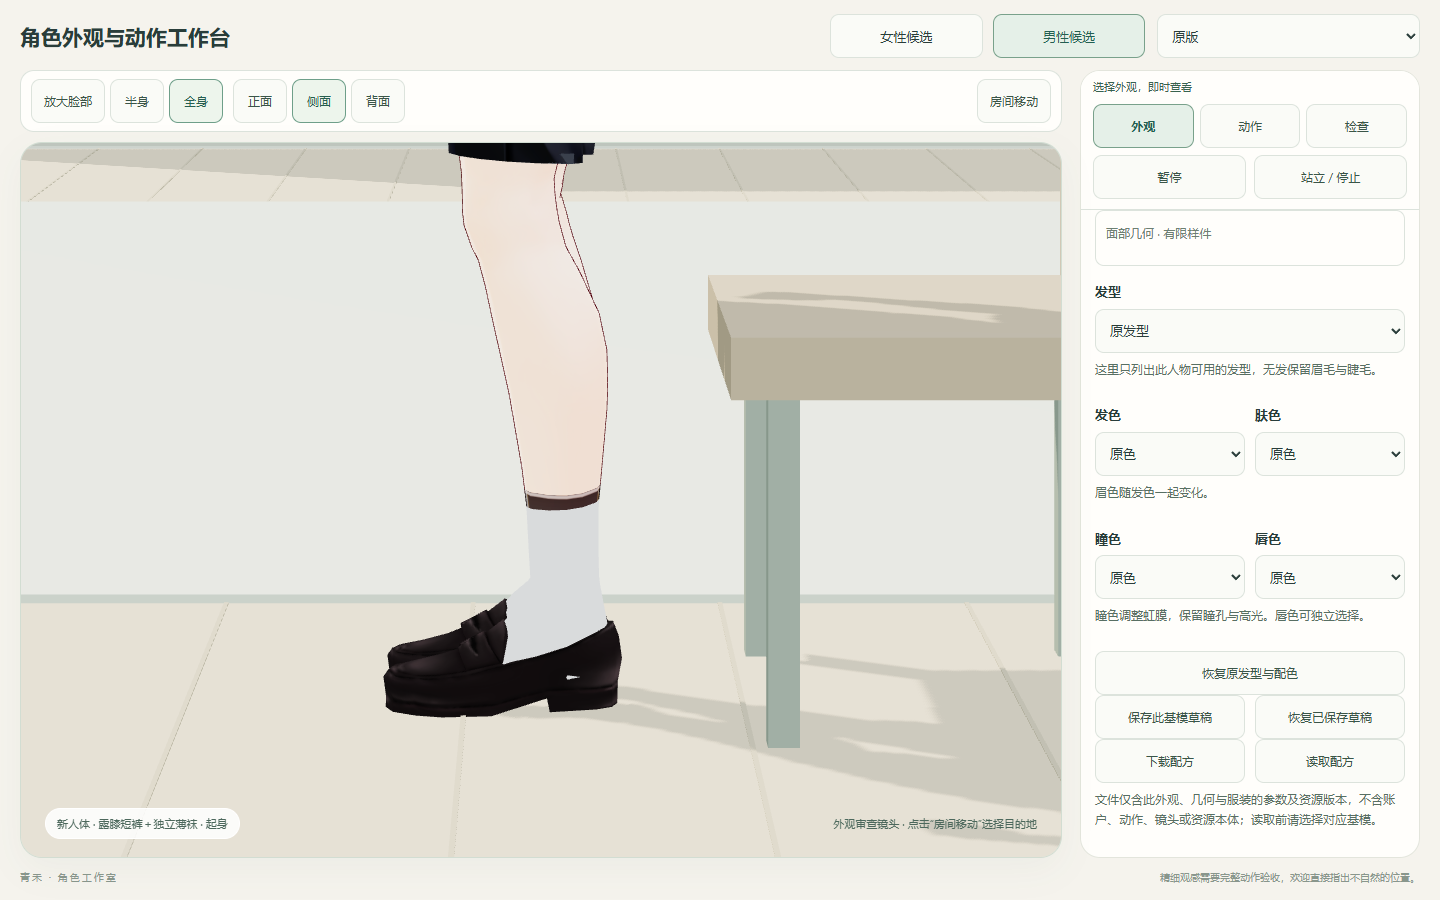 角色外观与动作工作台
女性候选
男性候选
原版
放大脸部
半身
全身
正面
侧面
背面
房间移动
选择外观，即时查看
外观
动作
检查
暂停
站立 / 停止
面部几何 · 有限样件
发型
原发型
这里只列出此人物可用的发型，无发保留眉毛与睫毛。
发色
肤色
原色
原色
眉色随发色一起变化。
瞳色
唇色
原色
原色
瞳色调整虹膜，保留瞳孔与高光。唇色可独立选择。
恢复原发型与配色
保存此基模草稿
恢复已保存草稿
下载配方
读取配方
文件仅含此外观、几何与服装的参数及资源版本，不含账
户、动作、镜头或资源本体；读取前请选择对应基模。
新人体 · 露膝短裤 + 独立薄袜 · 起身
外观审查镜头 · 点击“房间移动”选择目的地
青禾 · 角色工作室
精细观感需要完整动作验收，欢迎直接指出不自然的位置。